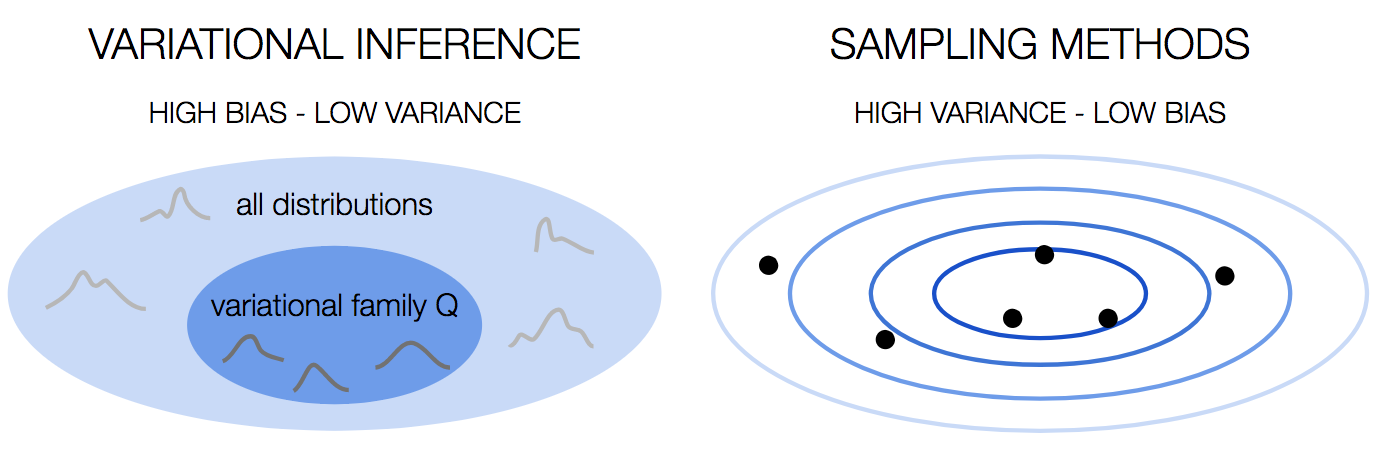 VARIATIONAL INFERENCE
HIGH BIAS - LOW VARIANCE
all distributions
variational family Q
SAMPLING METHODS
HIGH VARIANCE - LOW BIAS